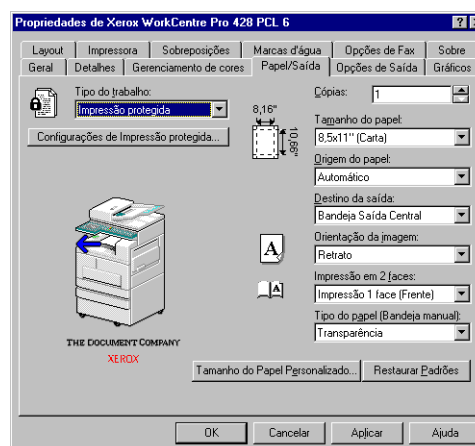 Propriedades de Xerox WorkCentre Pro 428 PCL 6
Layout Impressora Sobreposições Marcas d'água Opções de Fax Sobre
Geral Detalhes Gerenciamento de cores Papel/Saída Opções de Saída Gráficos
Tipo do trabalho:
Impressão protegida
Configurações de Impressão protegida...
8,16"
10,66"
Cópias: 1
Tamanho do papel:
8,5x11" (Carta)
Origem do papel:
Automático
Destino da saída:
Bandeja Saída Central
Orientação da imagem:
A
Retrato
Impressão em 2 faces:
A
Impressão 1 face (Frente)
Tipo do papel (Bandeja manual):
Transparência
THE DOCUMENT COMPANY
XEROX
Tamanho do Papel Personalizado... Restaurar Padrões
OK Cancelar Aplicar Ajuda